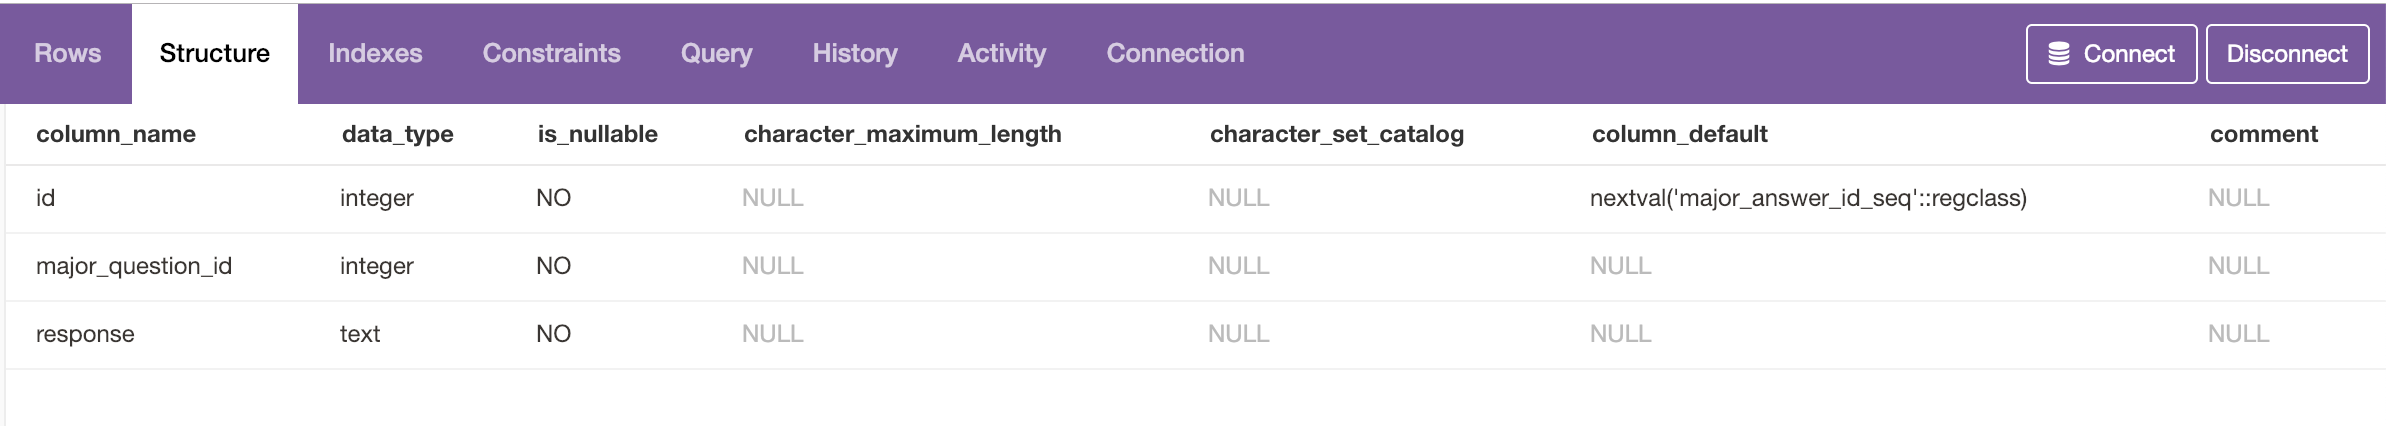 Rows Structure Indexes Constraints Query History Activity Connection Connect Disconnect
column_name data_type is_nullable character_maximum_length character_set_catalog column_default comment
id integer NO NULL NULL nextval('major_answer_id_seq'::regclass) NULL
major_question_id integer NO NULL NULL NULL NULL
response text NO NULL NULL NULL NULL